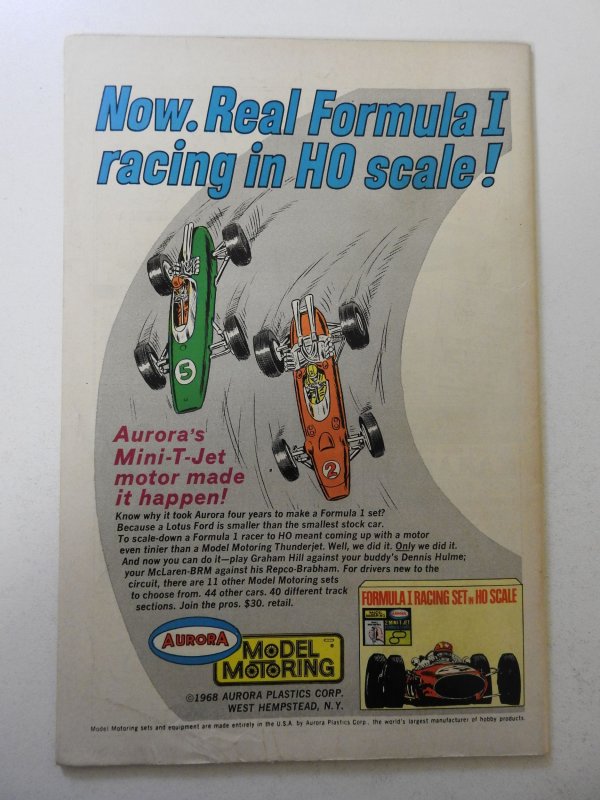 Now. Real Formula I
racing in HO scale!
5
2
Aurora's
Mini-T-Jet
motor made
it happen!
Know why it took Aurora four years to make a Formula 1 set?
Because a Lotus Ford is smaller than the smallest stock car.
To scale-down a Formula 1 racer to HO meant coming up with a motor
even tinier than a Model Motoring Thunderjet. Well, we did it. Only we did it.
And now you can do it—play Graham Hill against your buddy's Dennis Hulme;
your McLaren-BRM against his Repco-Brabham. For drivers new to the
circuit, there are 11 other Model Motoring sets
to choose from. 44 other cars. 40 different track
sections. Join the pros. $30. retail.
FORMULA I RACING SET IN HO SCALE
AURORA
MODEL
MOTORING
©1968 AURORA PLASTICS CORP.
WEST HEMPSTEAD, N.Y.
Model Motoring sets and equipment are made entirely in the U.S.A. by Aurora Plastics Corp., the world's largest manufacturer of hobby products.